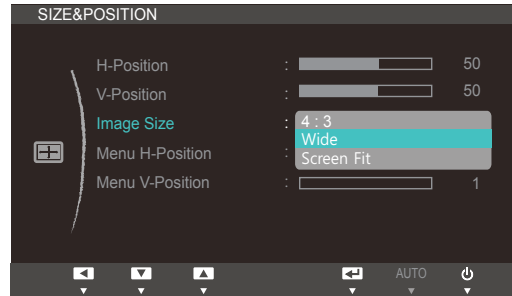 SIZE&POSITION
H-Position : 50
V-Position : 50
Image Size : 4 : 3
Wide
Screen Fit
Menu H-Position :
Menu V-Position : 1
AUTO